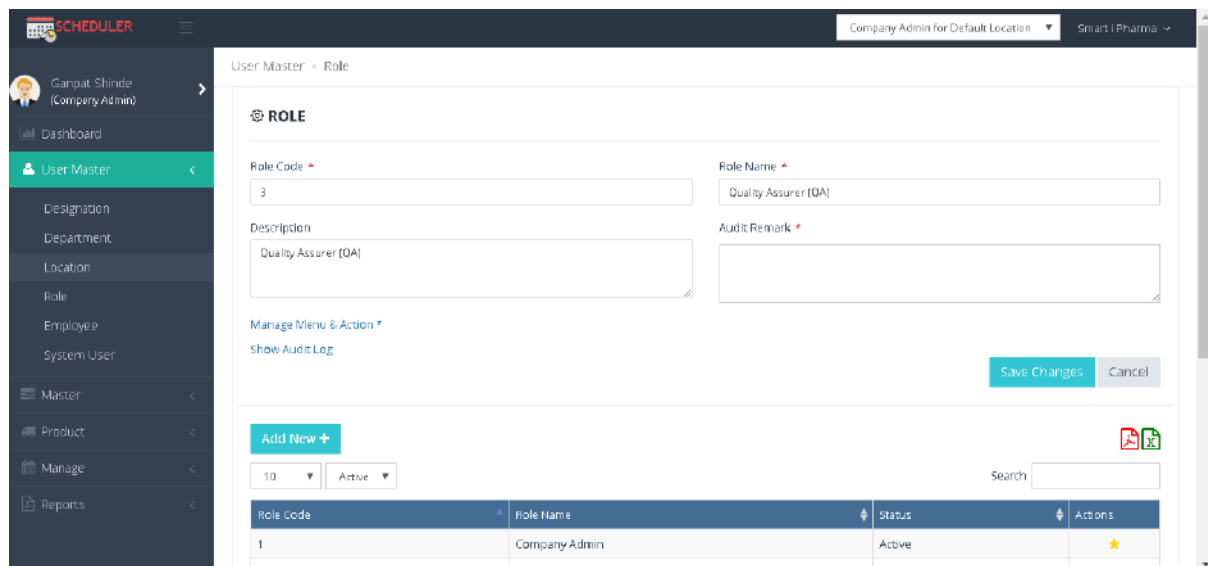 SCHEDULER
Company Admin for Default Location
Smart i Pharma
Ganpat Shinde
(Company Admin)
Dashboard
User Master
Designation
Department
Location
Role
Employee
System User
Master
Product
Manage
Reports
User Master
Role
ROLE
Role Code *
Role Name *
3
Quality Assurer (QA)
Description
Audit Remark *
Quality Assurer (QA)
Manage Menu & Action *
Show Audit Log
Save Changes
Cancel
Add New +
10
Active
Search
Role Code
Role Name
Status
Actions
1
Company Admin
Active